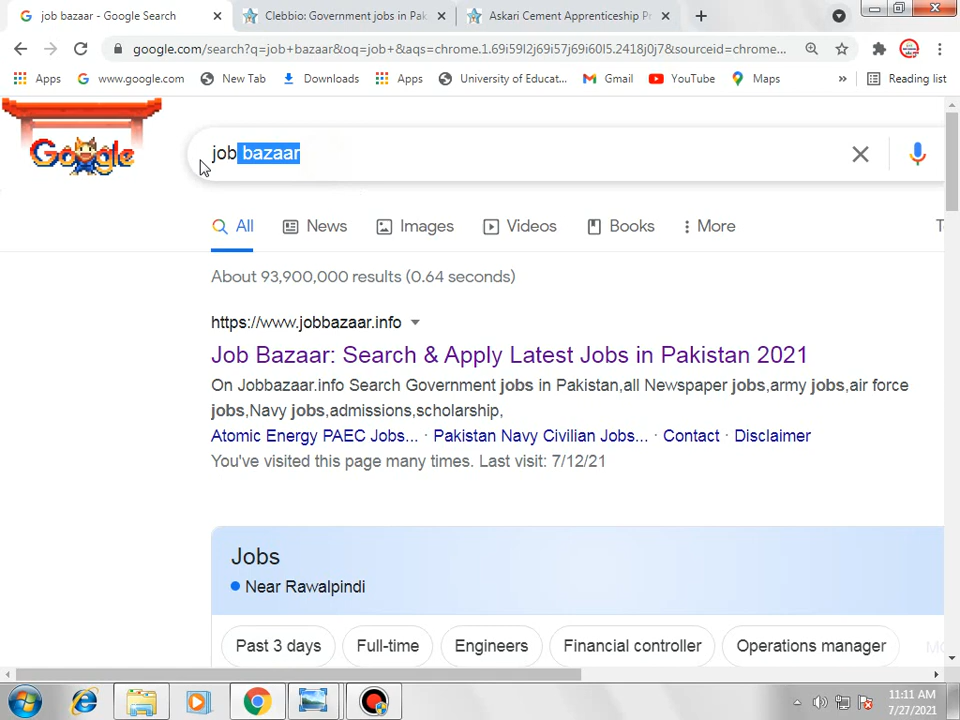 job bazaar - Google Search
Clebbio: Government jobs in Pak
Askari Cement Apprenticeship Pr
google.com/search?q=job+bazaar&oq=job+&aqs=chrome.1.69i59l2j69i57j69i60l5.2418j0j7&sourceid=chrome...
Apps www.google.com New Tab Downloads Apps University of Educat... Gmail YouTube Maps » Reading list
Google
job bazaar
All News Images Videos Books More
About 93,900,000 results (0.64 seconds)
https://www.jobbazaar.info
Job Bazaar: Search & Apply Latest Jobs in Pakistan 2021
On Jobbazaar.info Search Government jobs in Pakistan,all Newspaper jobs,army jobs,air force
jobs,Navy jobs,admissions,scholarship,
Atomic Energy PAEC Jobs... · Pakistan Navy Civilian Jobs... · Contact · Disclaimer
You've visited this page many times. Last visit: 7/12/21
Jobs
Near Rawalpindi
Past 3 days Full-time Engineers Financial controller Operations manager
11:11 AM
7/27/2021